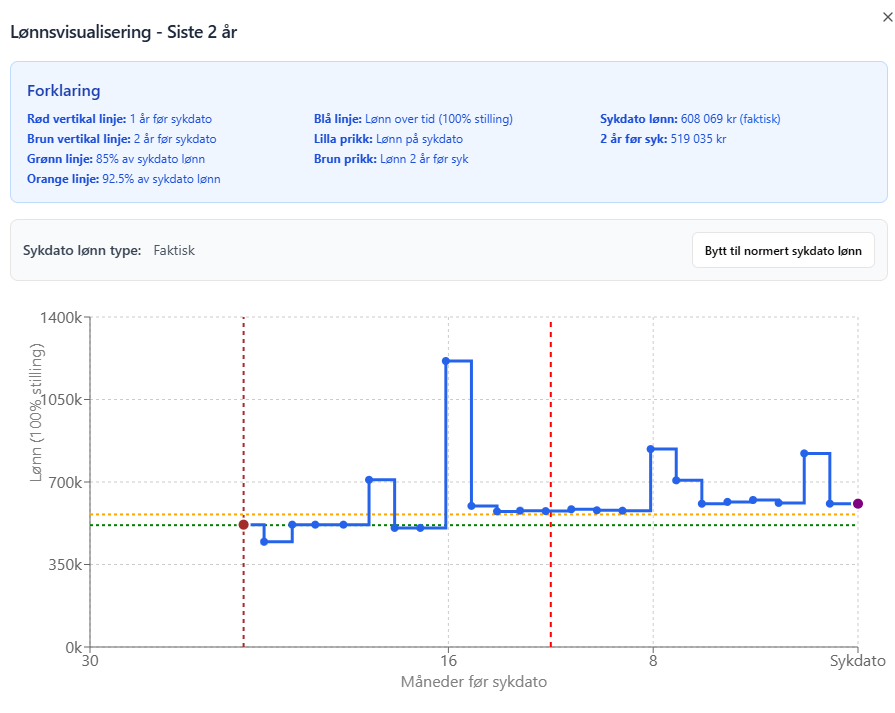 Lønnsvisualisering - Siste 2 år
Forklaring
Rød vertikal linje: 1 år før sykdato
Brun vertikal linje: 2 år før sykdato
Grønn linje: 85% av sykdato lønn
Orange linje: 92.5% av sykdato lønn
Blå linje: Lønn over tid (100% stilling)
Lilla prikk: Lønn på sykdato
Brun prikk: Lønn 2 år før syk
Sykdato lønn: 608 069 kr (faktisk)
2 år før syk: 519 035 kr
Sykdato lønn type: Faktisk
Bytt til normert sykdato lønn
Lønn (100% stilling)
1400k
1050k
700k
350k
0k
30
16
8
Sykdato
Måneder før sykdato